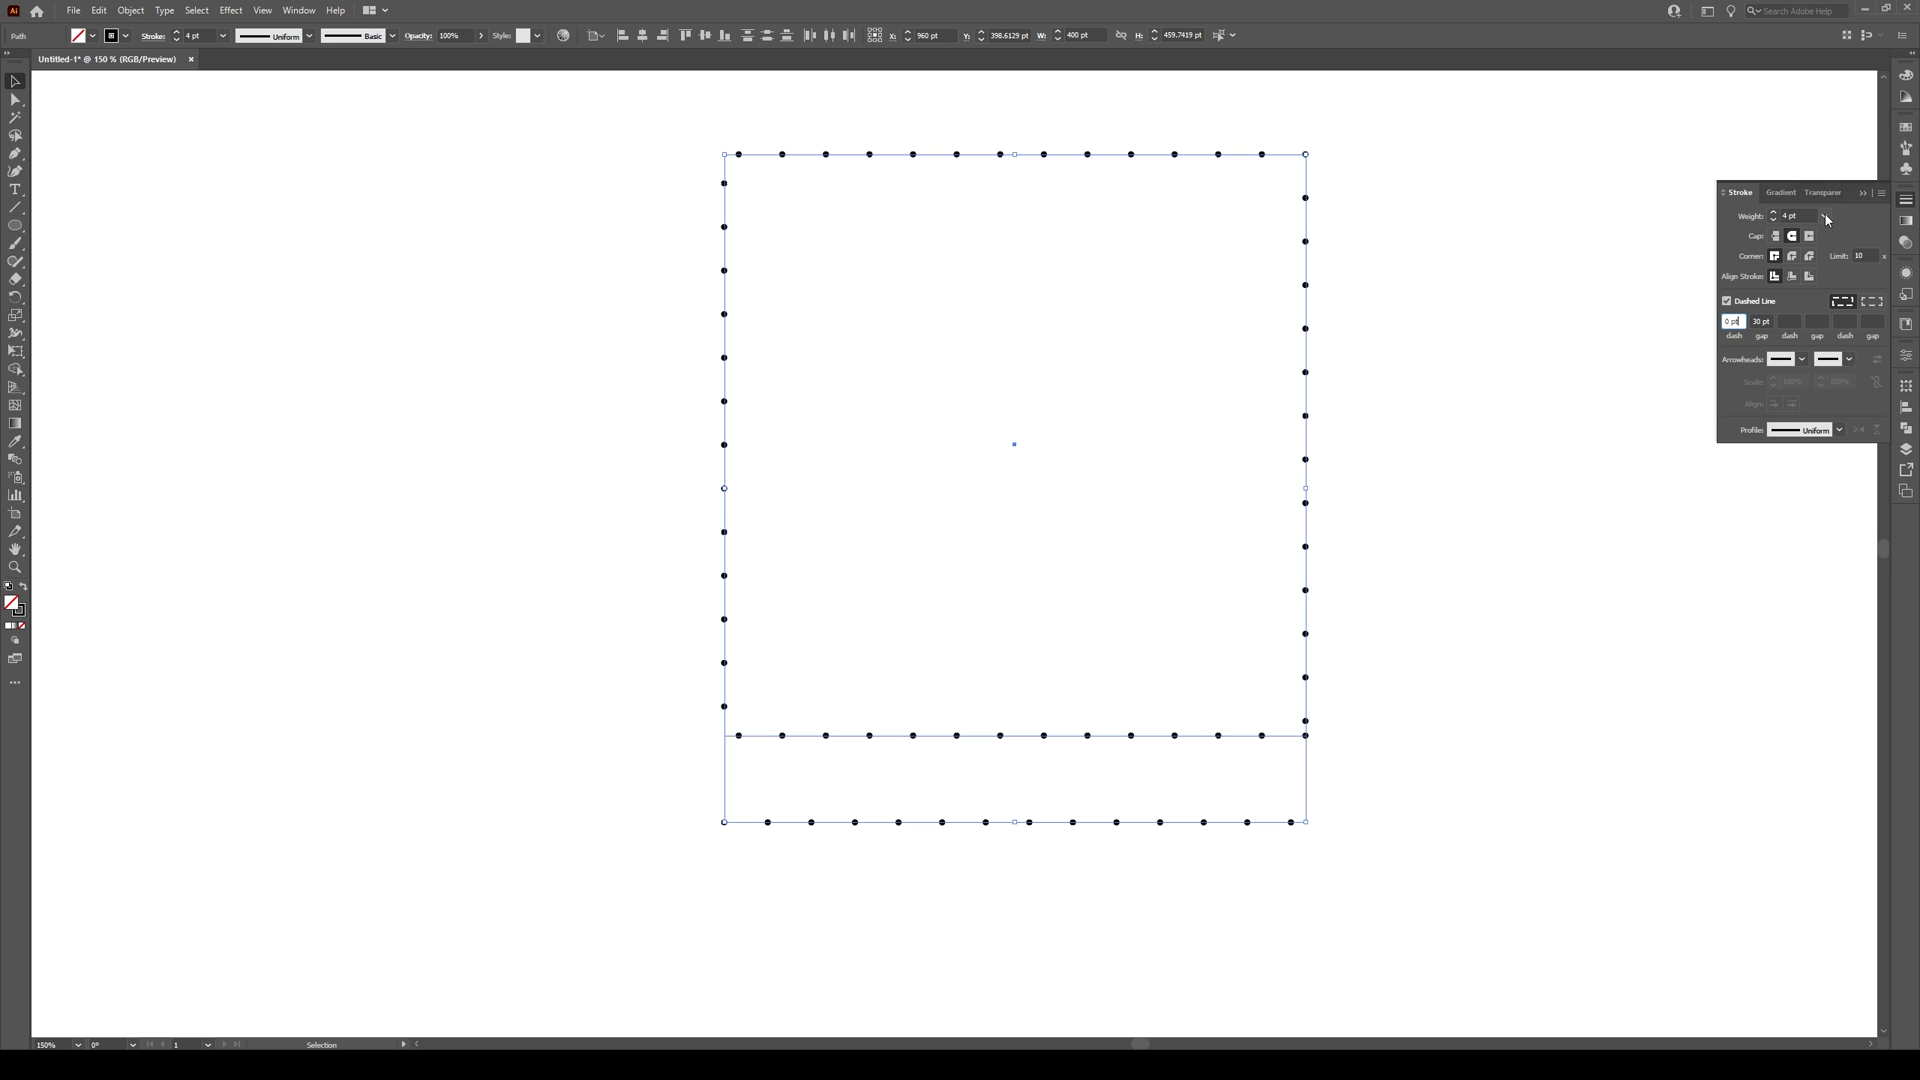 Ai File Edit Object Type Select Effect View Window Help Search Adobe Help
Path Stroke: 4 pt Uniform Basic Opacity: 100% Style: X: 960 pt Y: 398.6129 pt W: 400 pt H: 459.7419 pt
Untitled-1* @ 150 % (RGB/Preview) ×
Stroke Gradient Transparer
Weight: 4 pt
Cap:
Corner: Limit: 10 x
Align Stroke:
Dashed Line
0 pt 30 pt
dash gap dash gap dash gap
Arrowheads:
Scale: 100% 100%
Align:
Profile: Uniform
150% 0° 1 Selection